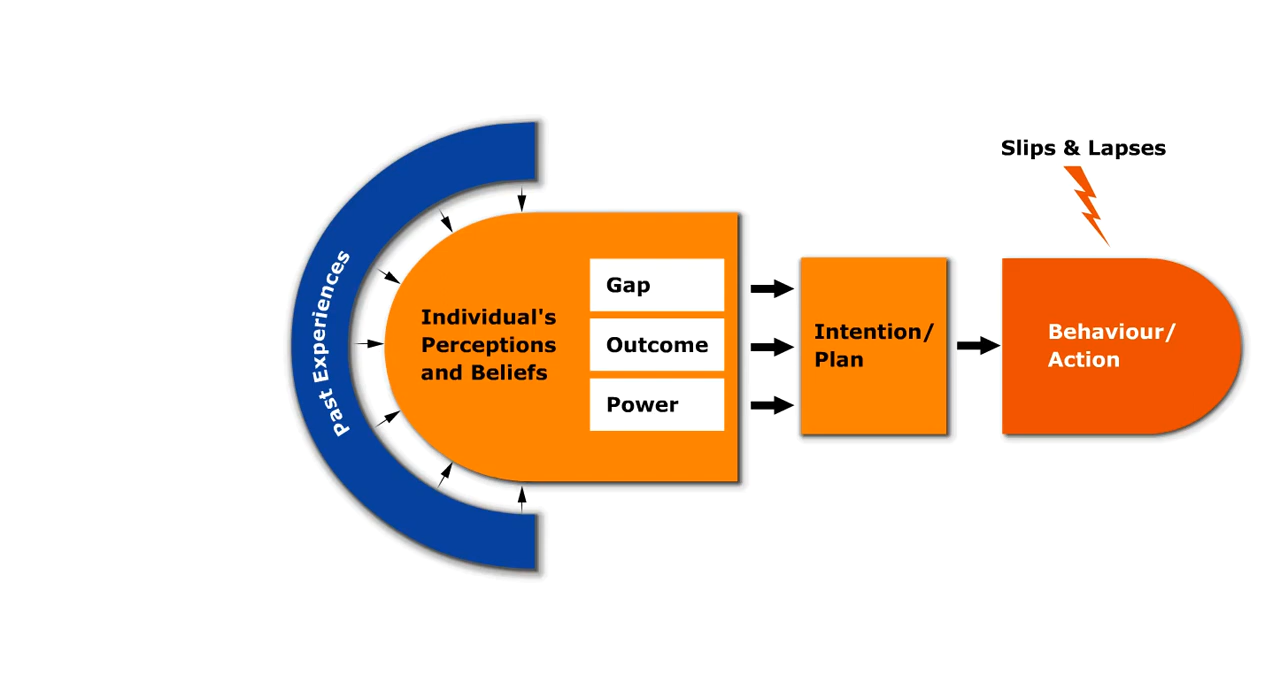 Past Experiences
Individual's
Perceptions
and Beliefs
Gap
Outcome
Power
Intention/
Plan
Slips & Lapses
Behaviour/
Action